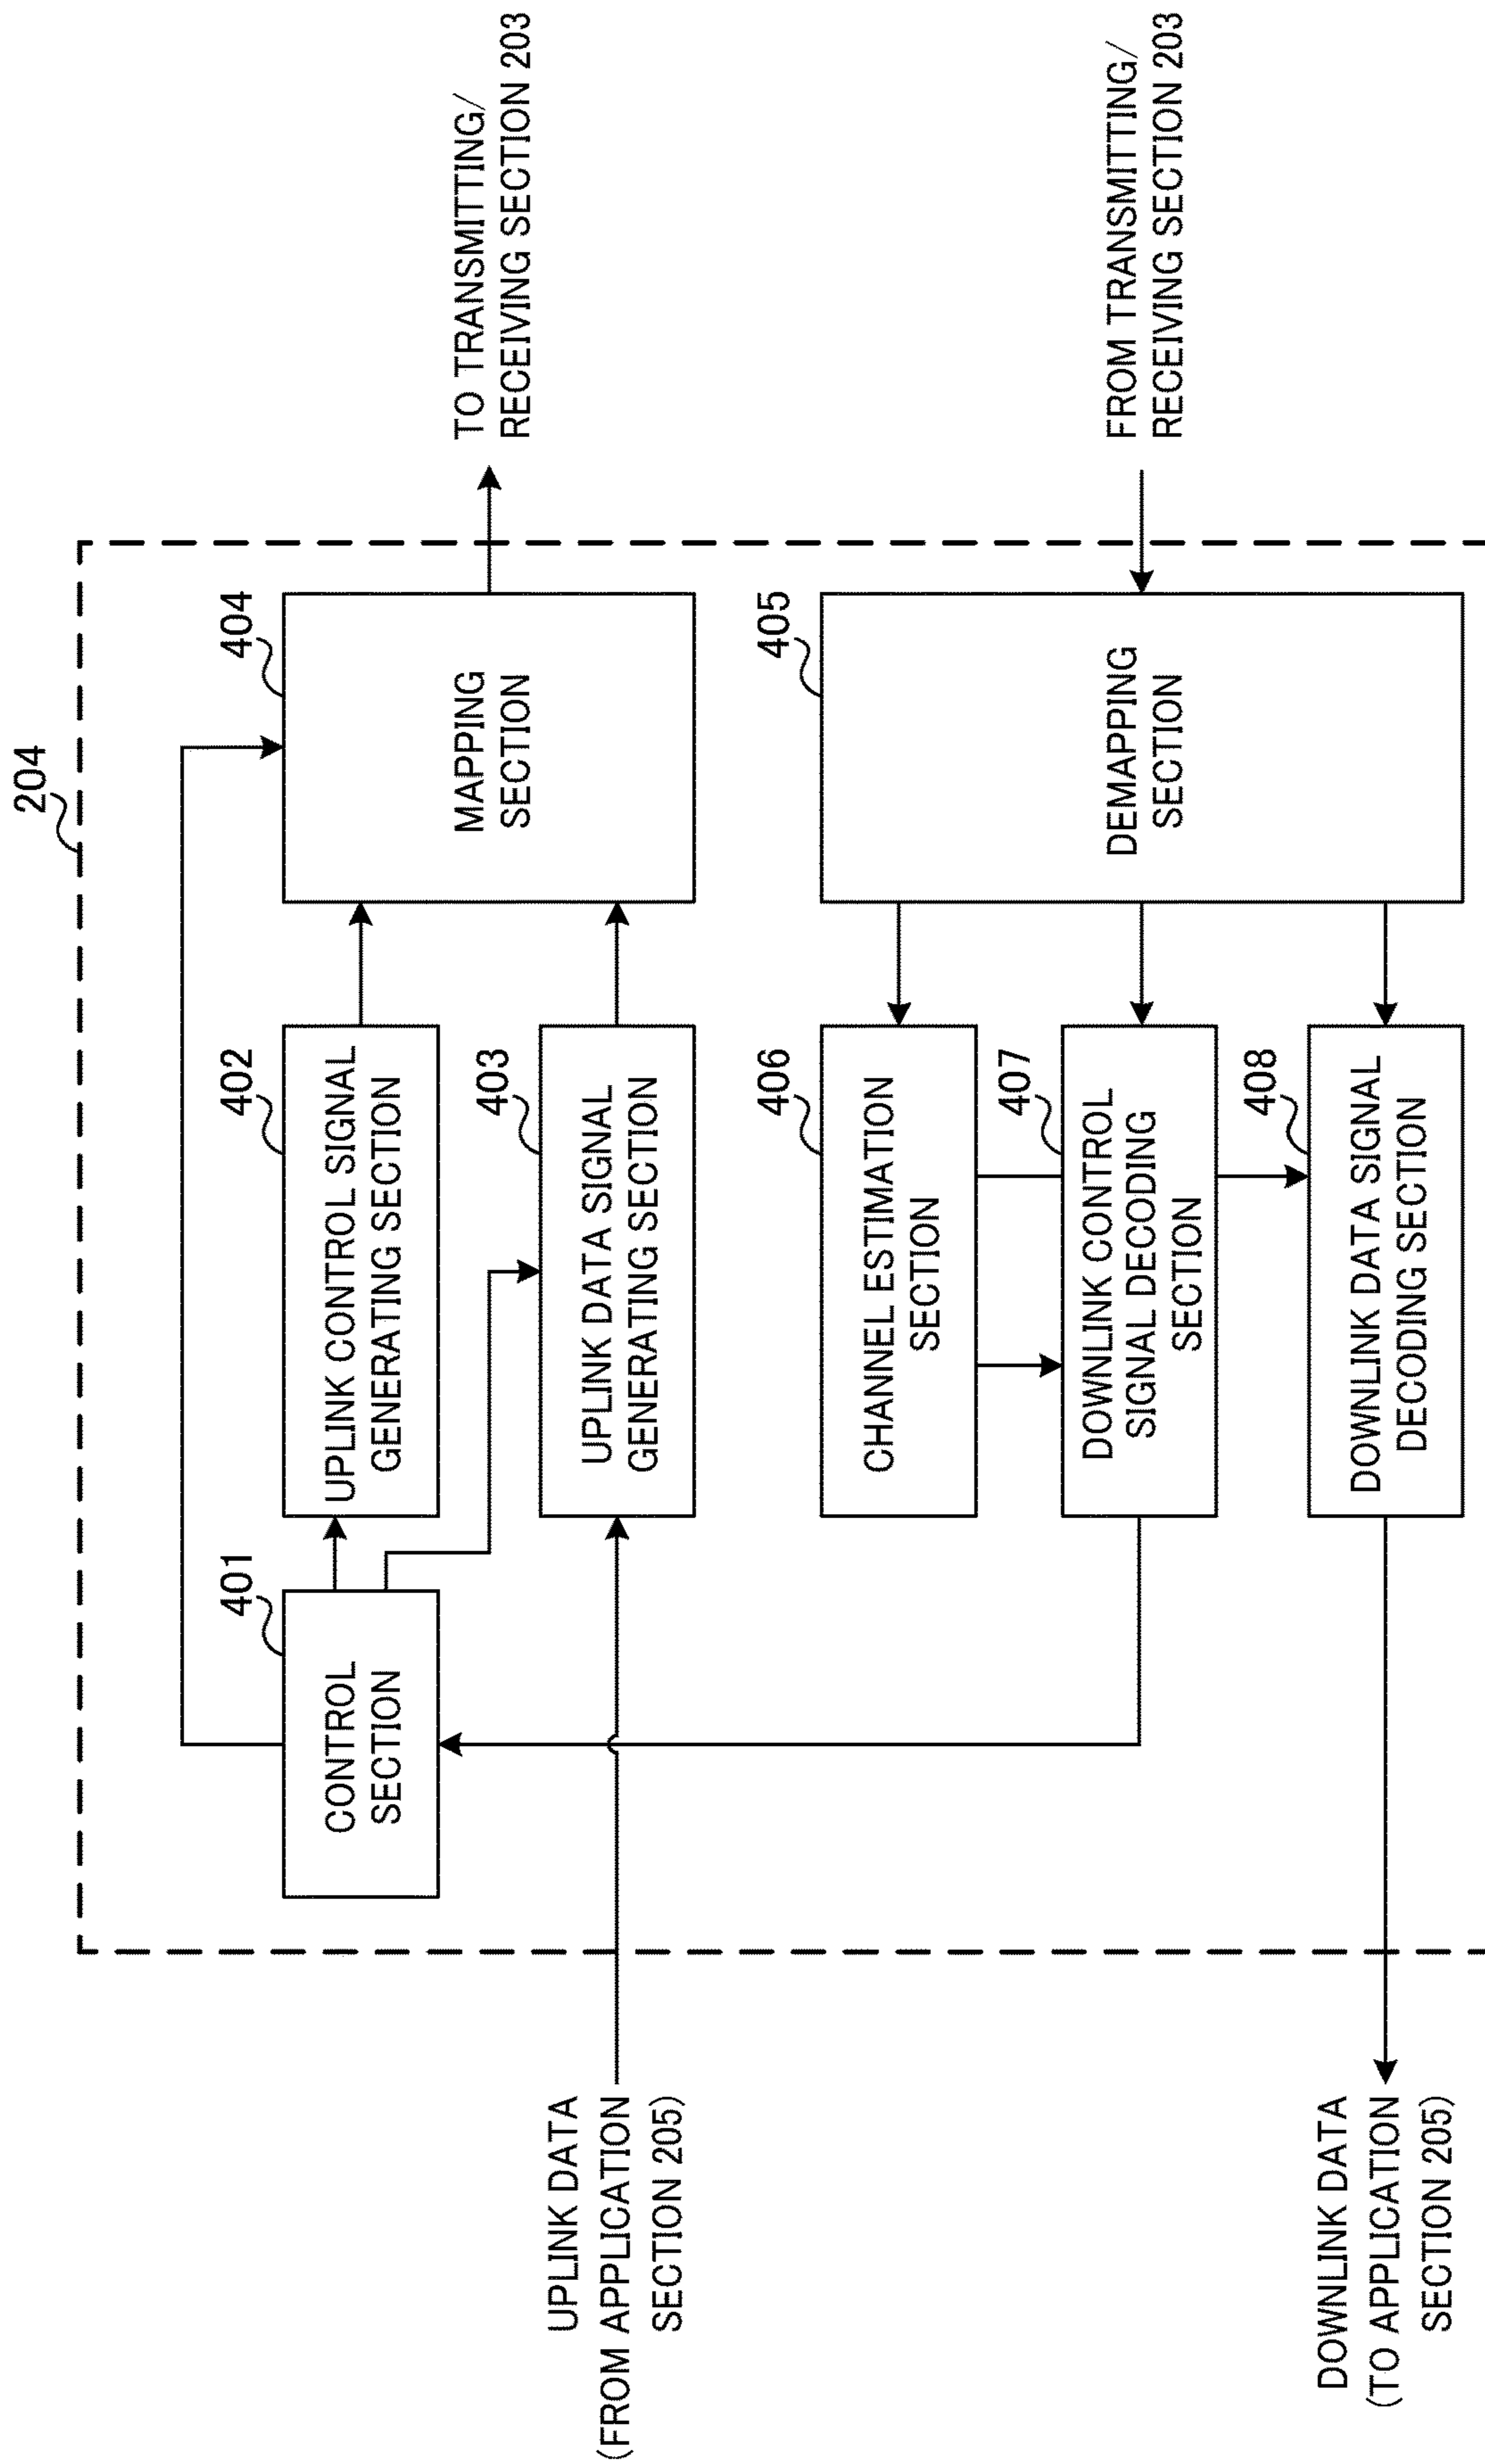 204
CONTROL
SECTION
401
UPLINK CONTROL SIGNAL
GENERATING SECTION
402
UPLINK DATA SIGNAL
GENERATING SECTION
403
MAPPING
SECTION
404
TO TRANSMITTING/
RECEIVING SECTION 203
UPLINK DATA
(FROM APPLICATION
SECTION 205)
CHANNEL ESTIMATION
SECTION
406
DOWNLINK CONTROL
SIGNAL DECODING
SECTION
407
DOWNLINK DATA SIGNAL
DECODING SECTION
408
DEMAPPING
SECTION
405
FROM TRANSMITTING/
RECEIVING SECTION 203
DOWNLINK DATA
(TO APPLICATION
SECTION 205)